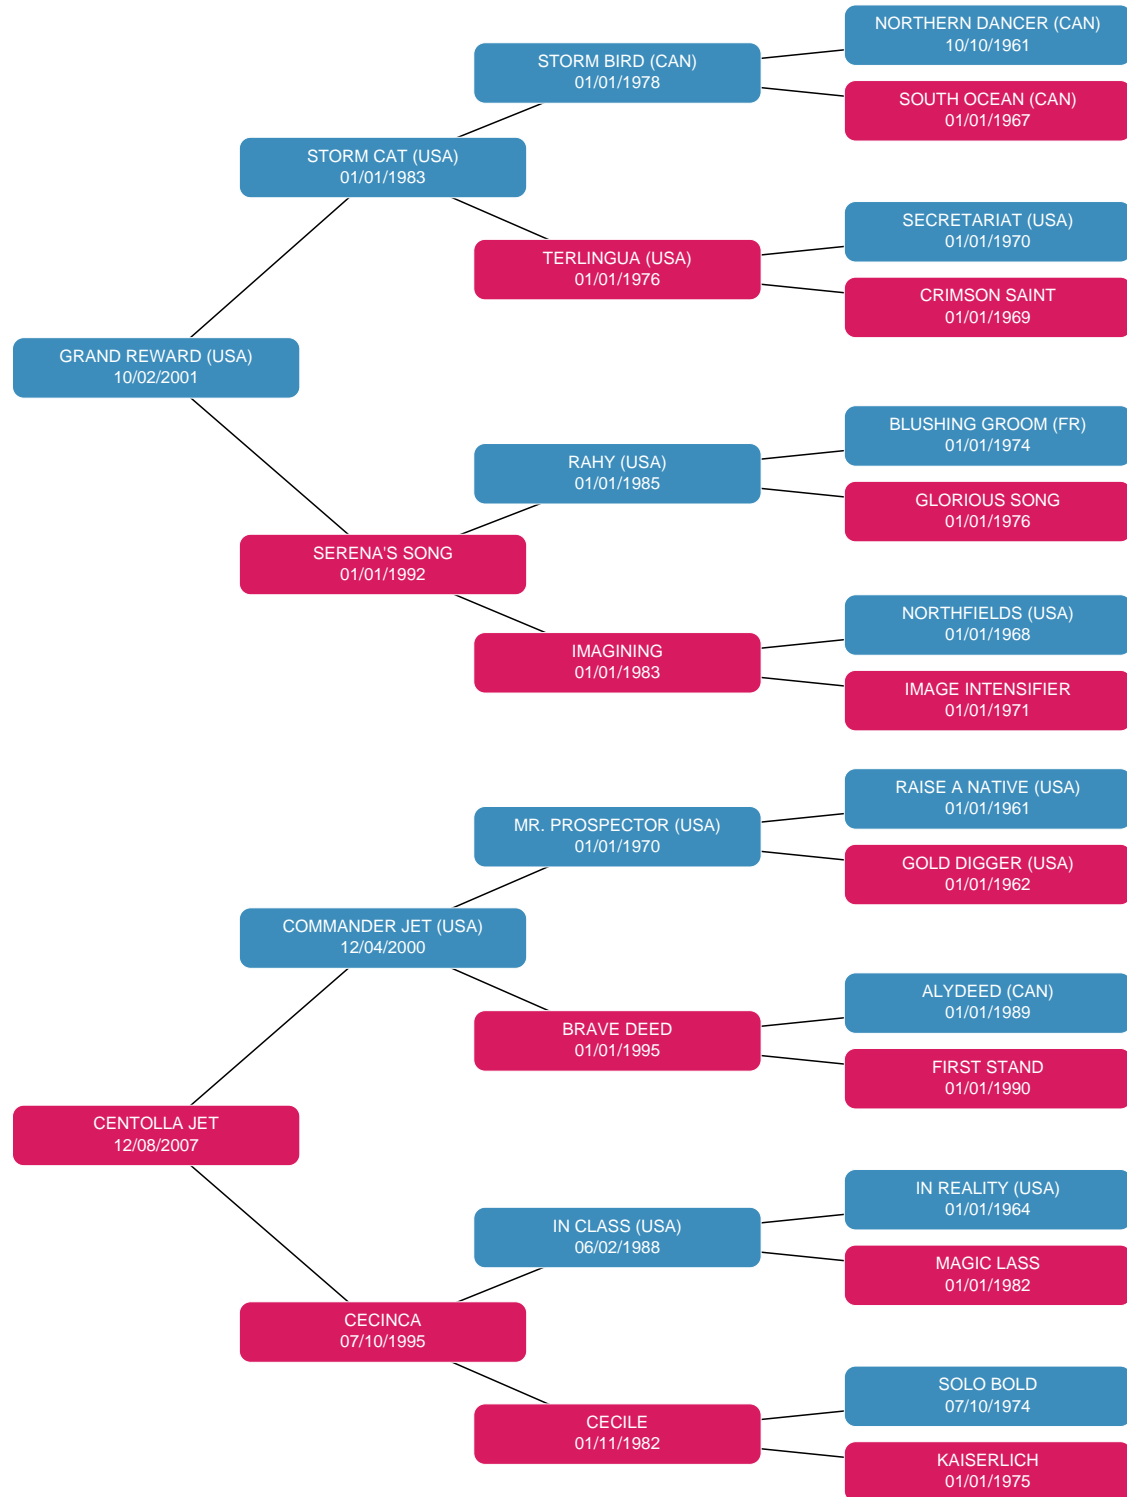 NORTHERN DANCER (CAN)
10/10/1961
STORM BIRD (CAN)
01/01/1978
SOUTH OCEAN (CAN)
01/01/1967
STORM CAT (USA)
01/01/1983
SECRETARIAT (USA)
01/01/1970
TERLINGUA (USA)
01/01/1976
CRIMSON SAINT
01/01/1969
GRAND REWARD (USA)
10/02/2001
BLUSHING GROOM (FR)
01/01/1974
RAHY (USA)
01/01/1985
GLORIOUS SONG
01/01/1976
SERENA'S SONG
01/01/1992
NORTHFIELDS (USA)
01/01/1968
IMAGINING
01/01/1983
IMAGE INTENSIFIER
01/01/1971
RAISE A NATIVE (USA)
01/01/1961
MR. PROSPECTOR (USA)
01/01/1970
GOLD DIGGER (USA)
01/01/1962
COMMANDER JET (USA)
12/04/2000
ALYDEED (CAN)
01/01/1989
BRAVE DEED
01/01/1995
FIRST STAND
01/01/1990
CENTOLLA JET
12/08/2007
IN REALITY (USA)
01/01/1964
IN CLASS (USA)
06/02/1988
MAGIC LASS
01/01/1982
CECINCA
07/10/1995
SOLO BOLD
07/10/1974
CECILE
01/11/1982
KAISERLICH
01/01/1975